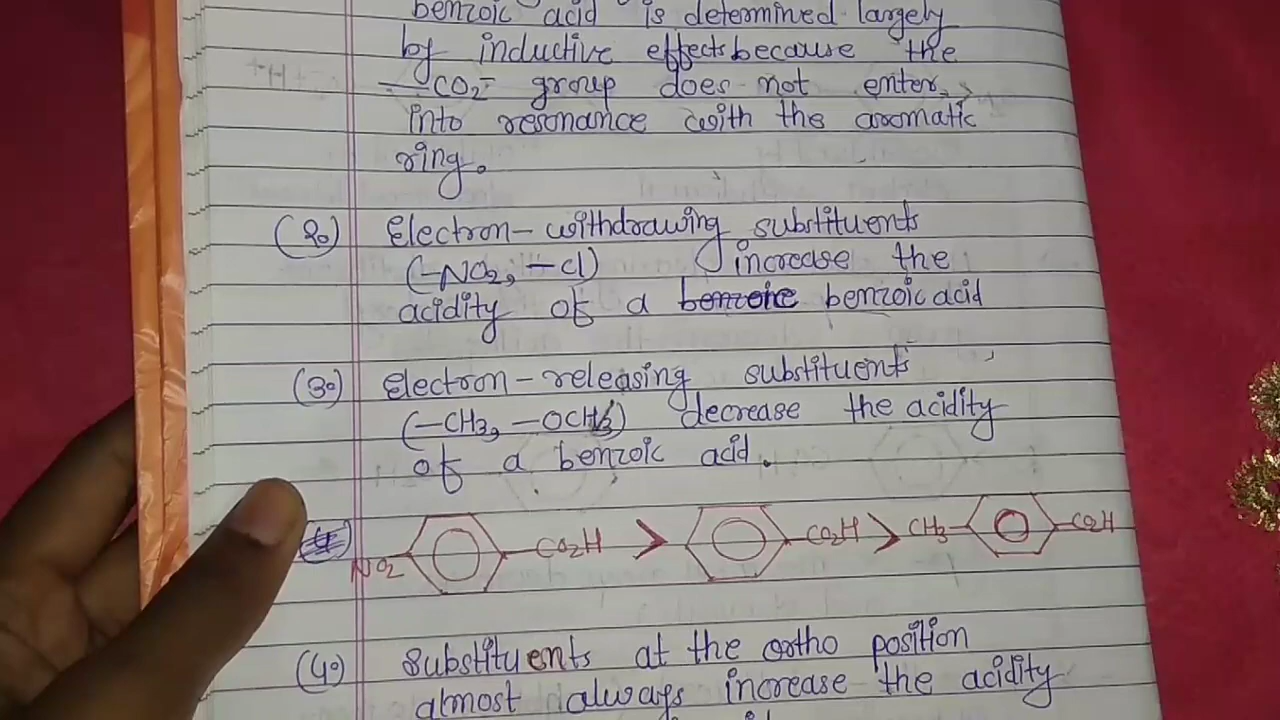 benzoic acid is determined largely
by inductive effects because the
—CO₂⁻ group does not enter
into resonance with the aromatic
ring.
(2.) Electron-withdrawing substituents
(—NO₂, —Cl) increase the
acidity of a benzoic acid
(3.) Electron-releasing substituents
(—CH₃, —OCH₃) decrease the acidity
of a benzoic acid.
NO₂ CO₂H > CO₂H > CH₃ CO₂H
(4.) Substituents at the ortho position
almost always increase the acidity